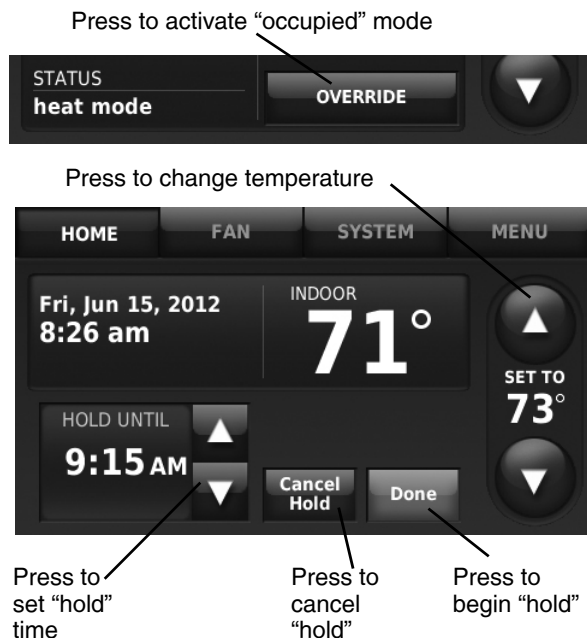 Press to activate “occupied” mode
STATUS
heat mode
OVERRIDE
Press to change temperature
HOME FAN SYSTEM MENU
Fri, Jun 15, 2012
8:26 am
INDOOR
71°
SET TO
73°
HOLD UNTIL
9:15 AM
Cancel
Hold
Done
Press to
set “hold”
time
Press to
cancel
“hold”
Press to
begin “hold”